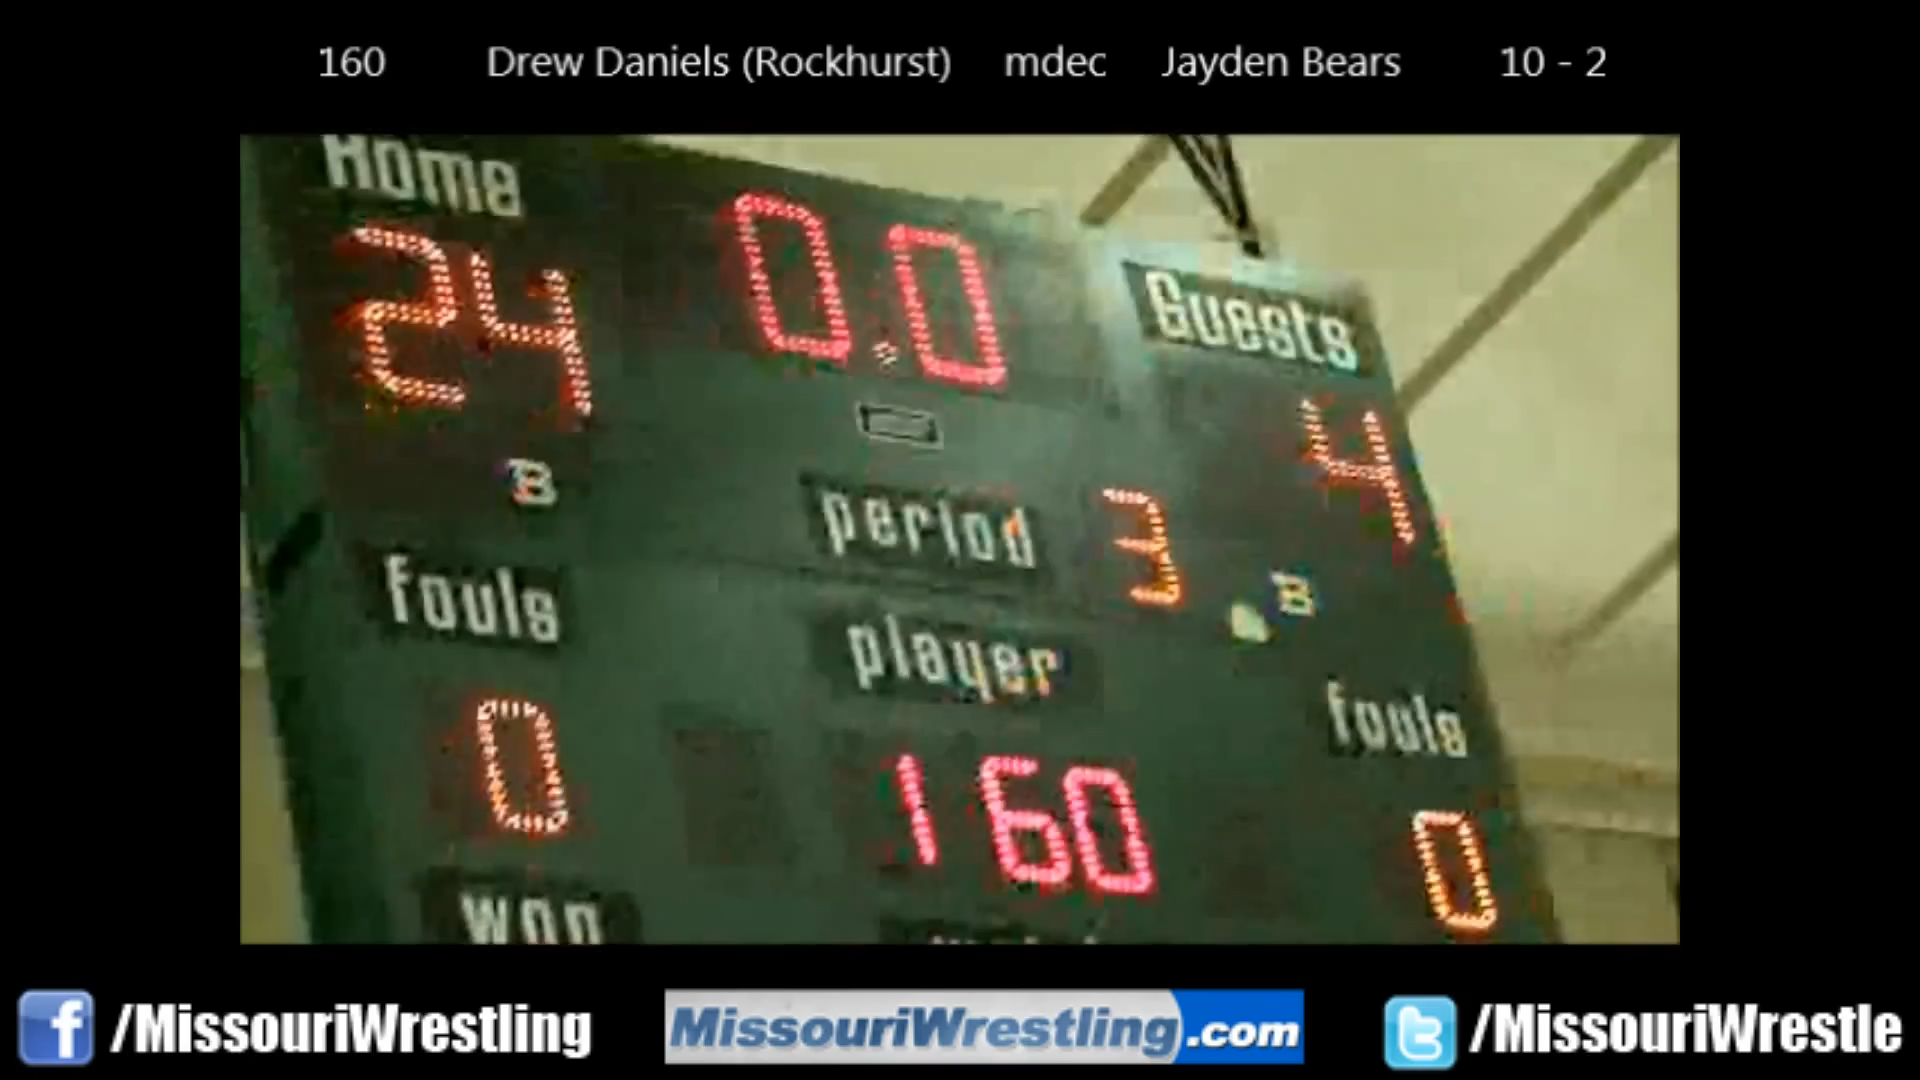 160 Drew Daniels (Rockhurst) mdec Jayden Bears 10 - 2
Home
24 0.0 Guests
4
B
period 3 B
fouls
player
fouls
0 160 0
won
/MissouriWrestling MissouriWrestling.com /MissouriWrestle